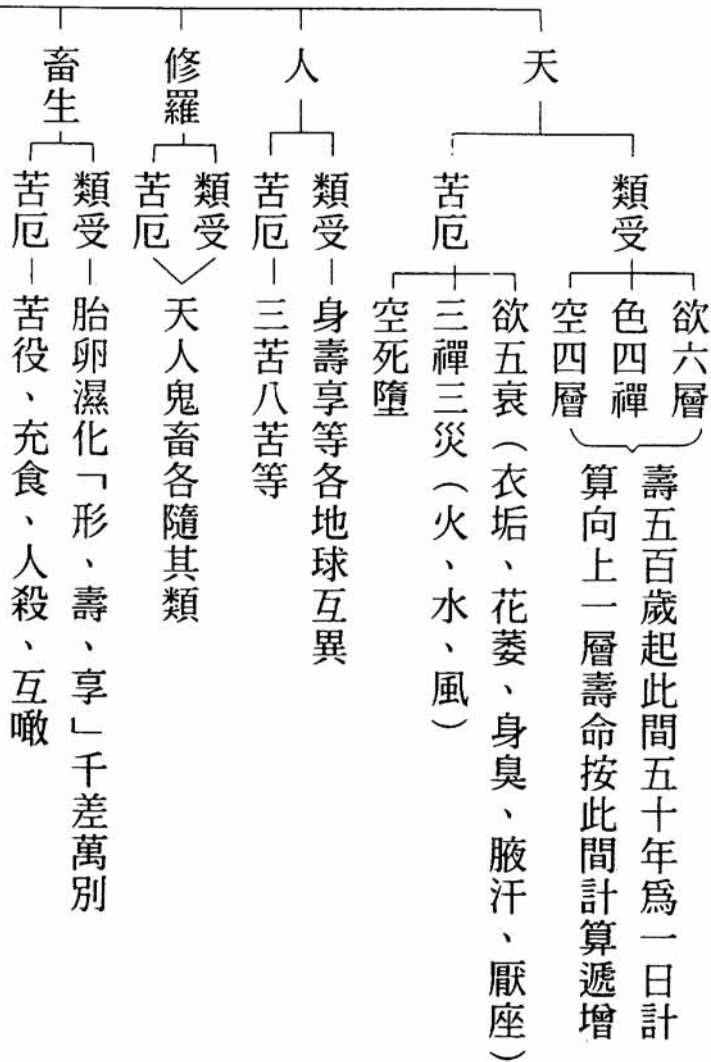 天
類受
欲六層
色四禪
空四層
壽五百歲起此間五十年爲一日計
算向上一層壽命按此間計算遞增
苦厄
欲五衰（衣垢、花萎、身臭、腋汗、厭座）
三禪三災（火、水、風）
空死墮
人
類受
身壽享等各地球互異
苦厄
三苦八苦等
修羅
類受
苦厄
天人鬼畜各隨其類
畜生
類受
胎卵濕化「形、壽、享」千差萬別
苦厄
苦役、充食、人殺、互噉